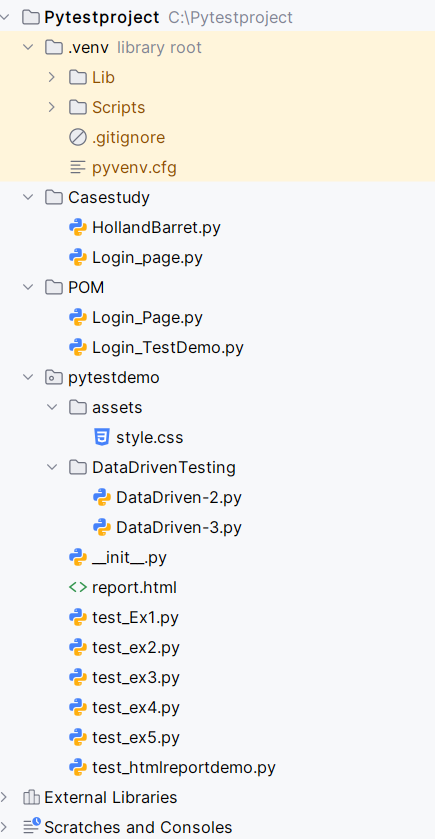 Pytestproject C:\Pytestproject
.venv library root
Lib
Scripts
.gitignore
pyvenv.cfg
Casestudy
HollandBarret.py
Login_page.py
POM
Login_Page.py
Login_TestDemo.py
pytestdemo
assets
style.css
DataDrivenTesting
DataDriven-2.py
DataDriven-3.py
__init__.py
report.html
test_Ex1.py
test_ex2.py
test_ex3.py
test_ex4.py
test_ex5.py
test_htmlreportdemo.py
External Libraries
Scratches and Consoles